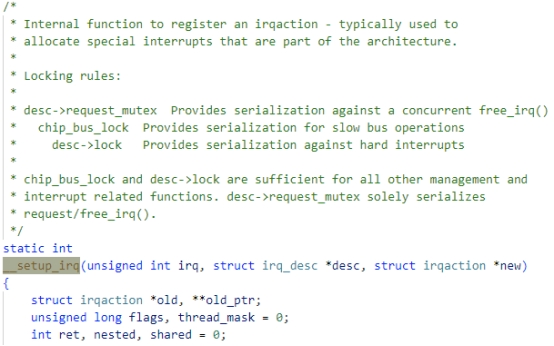 /*
 * Internal function to register an irqaction - typically used to
 * allocate special interrupts that are part of the architecture.
 *
 * Locking rules:
 *
 * desc->request_mutex	Provides serialization against a concurrent free_irq()
 *   chip_bus_lock	Provides serialization for slow bus operations
 *     desc->lock	Provides serialization against hard interrupts
 *
 * chip_bus_lock and desc->lock are sufficient for all other management and
 * interrupt related functions. desc->request_mutex solely serializes
 * request/free_irq().
 */
static int
__setup_irq(unsigned int irq, struct irq_desc *desc, struct irqaction *new)
{
    struct irqaction *old, **old_ptr;
    unsigned long flags, thread_mask = 0;
    int ret, nested, shared = 0;